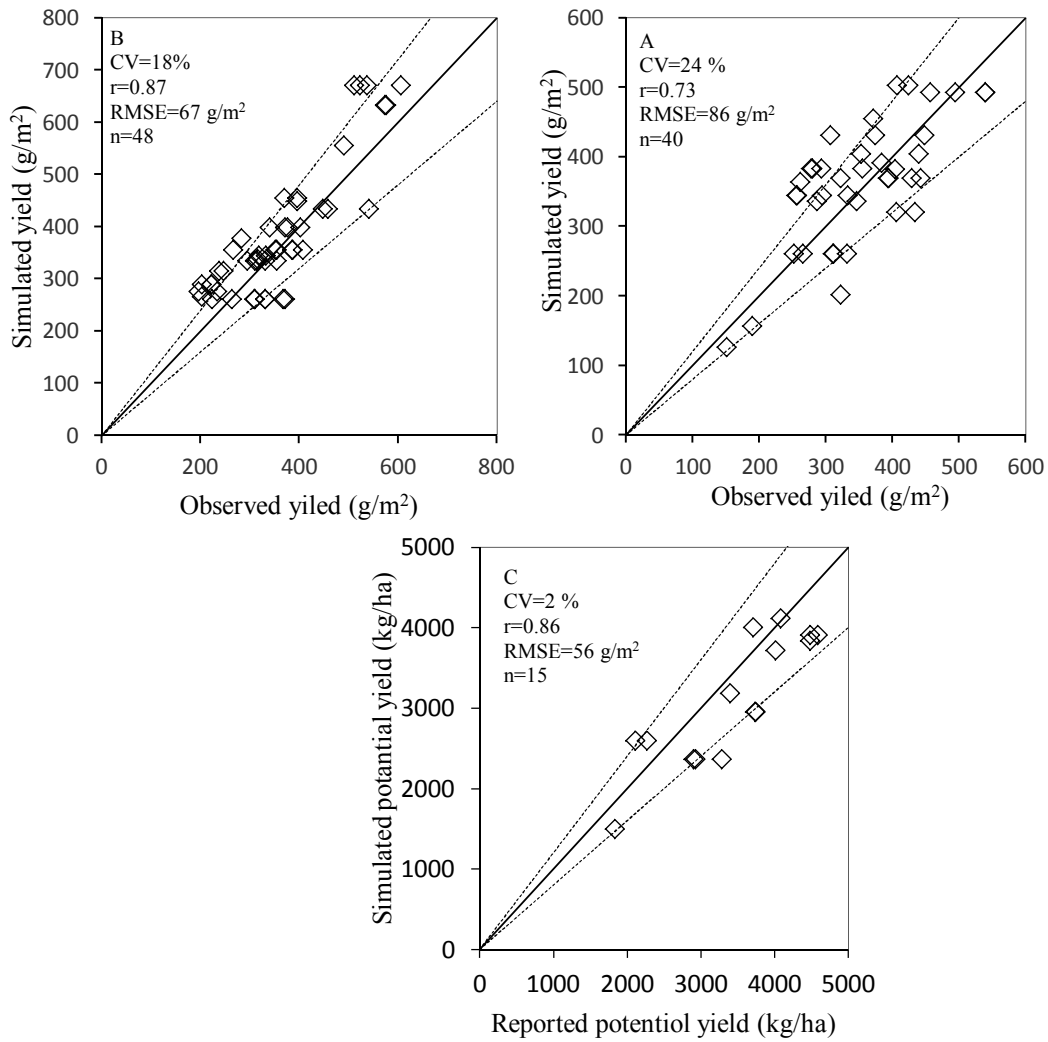 B
CV=18%
r=0.87
RMSE=67 g/m²
n=48
Simulated yield (g/m²)
800
700
600
500
400
300
200
100
0
0 200 400 600 800
Observed yiled (g/m²)
A
CV=24 %
r=0.73
RMSE=86 g/m²
n=40
Simulated yield (g/m²)
600
500
400
300
200
100
0
0 100 200 300 400 500 600
Observed yiled (g/m²)
C
CV=2 %
r=0.86
RMSE=56 g/m²
n=15
Simulated potential yield (kg/ha)
5000
4000
3000
2000
1000
0
0 1000 2000 3000 4000 5000
Reported potentiol yield (kg/ha)